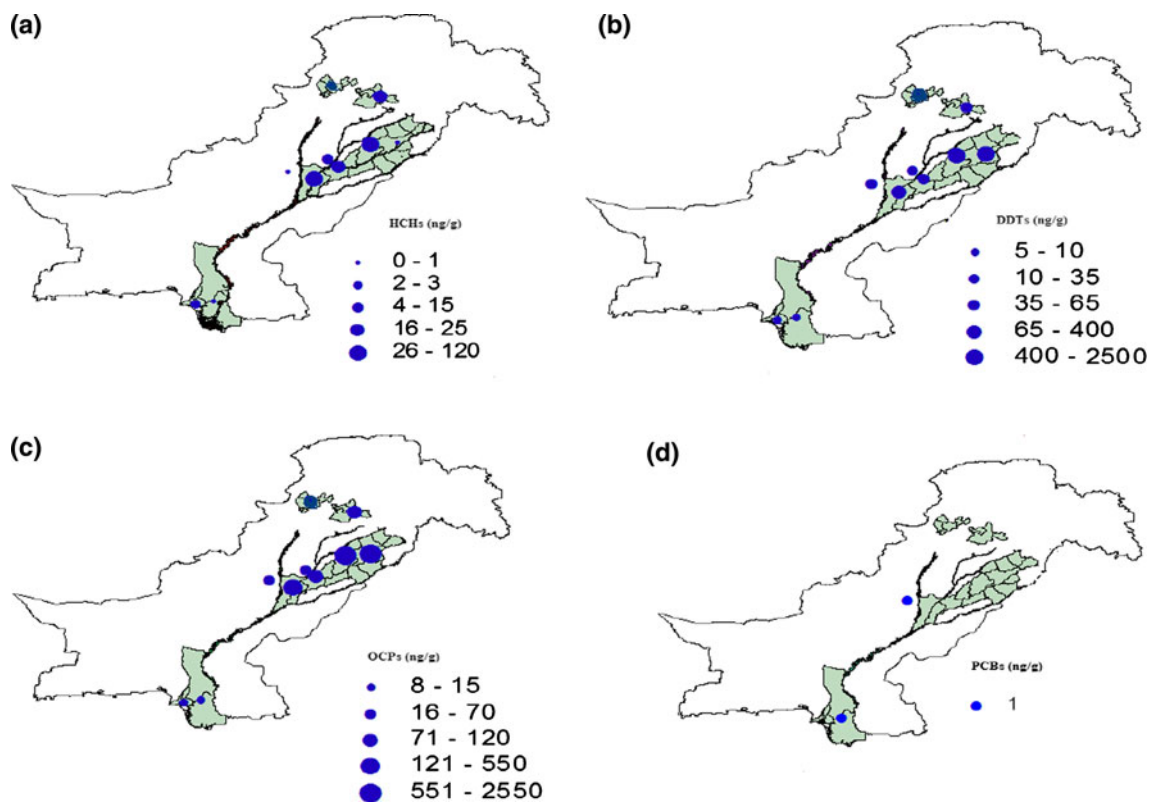 (a)
HCHs (ng/g)
0 - 1
2 - 3
4 - 15
16 - 25
26 - 120
(b)
DDTs (ng/g)
5 - 10
10 - 35
35 - 65
65 - 400
400 - 2500
(c)
OCPs (ng/g)
8 - 15
16 - 70
71 - 120
121 - 550
551 - 2550
(d)
PCBs (ng/g)
1